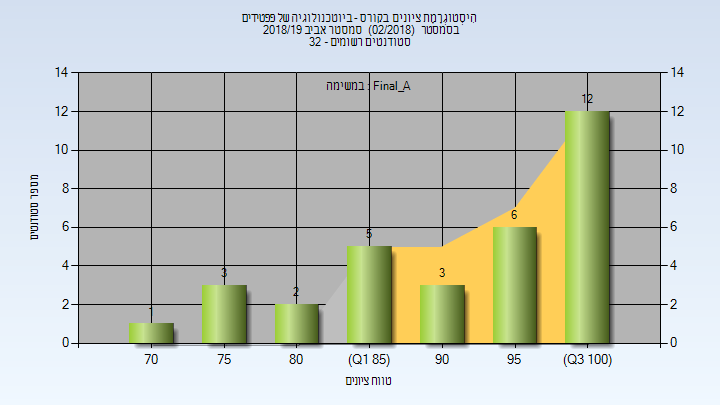 היסטוגרמת ציונים בקורס - ביוטכנולוגיה של פפטידים
בסמסטר (02/2018) סמסטר אביב 2018/19
סטודנטים רשומים - 32
במשימה : Final_A
14 14
12 12
10 10
8 8
6 6
4 4
2 2
0 0
1 3 2 5 3 6 12
70 75 80 (Q1 85) 90 95 (Q3 100)
מספר סטודנטים
טווח ציונים